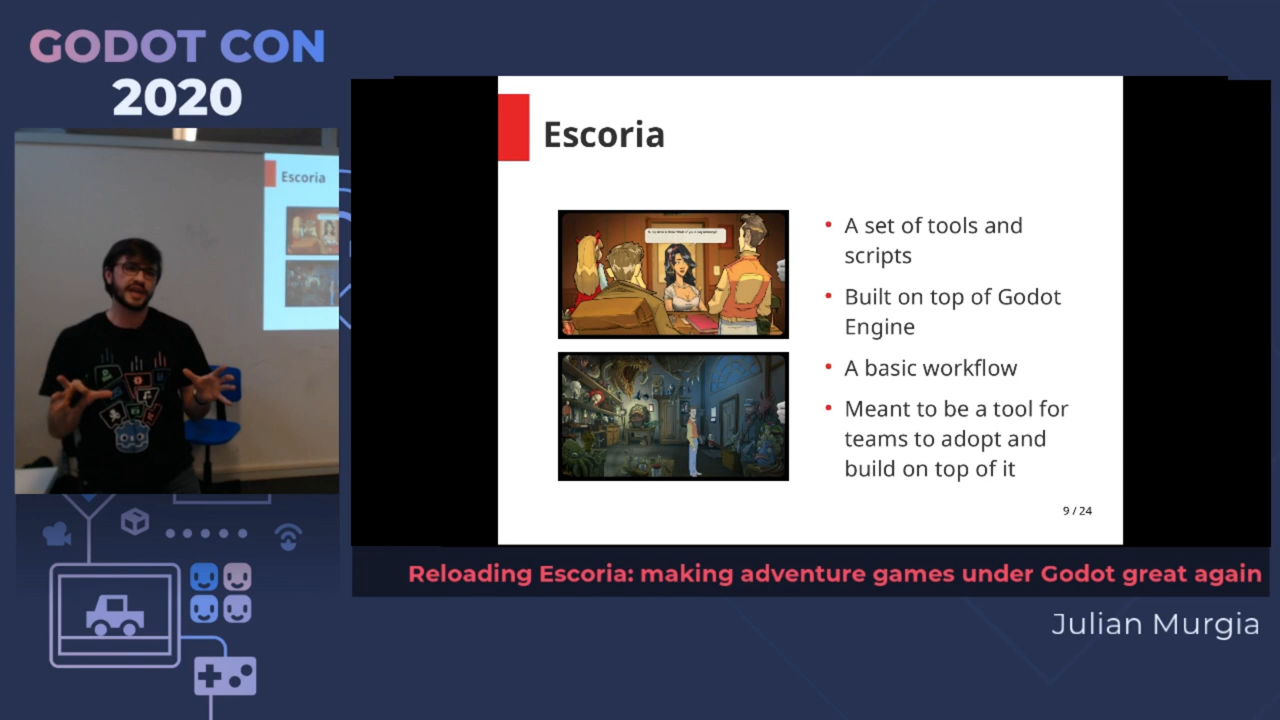 GODOT CON
2020
Escoria
Escoria
A set of tools and
scripts
Built on top of Godot
Engine
A basic workflow
Meant to be a tool for
teams to adopt and
build on top of it
9 / 24
Reloading Escoria: making adventure games under Godot great again
Julian Murgia